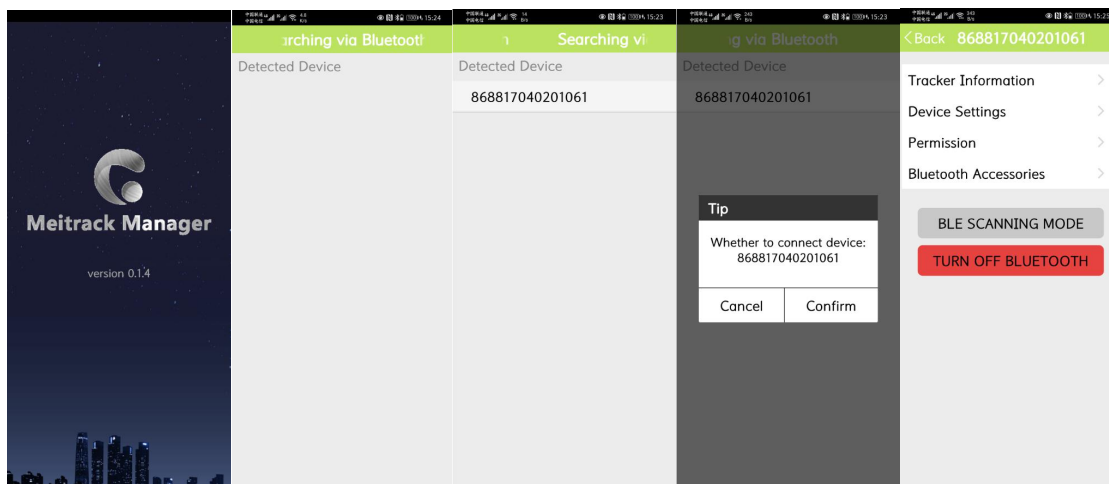 Meitrack Manager
version 0.1.4
15:24
arching via Bluetoot
Detected Device
15:23
Searching vi
Detected Device
868817040201061
15:23
g via Bluetooth
Detected Device
868817040201061
Tip
Whether to connect device:
868817040201061
Cancel
Confirm
15:25
Back 868817040201061
Tracker Information
Device Settings
Permission
Bluetooth Accessories
BLE SCANNING MODE
TURN OFF BLUETOOTH